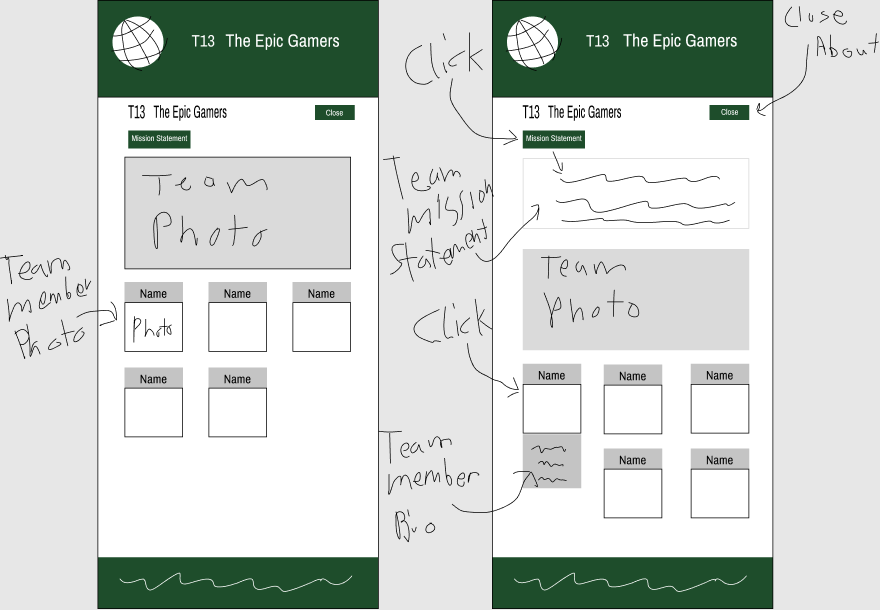 T13 The Epic Gamers
T13 The Epic Gamers
Close
Mission Statement
Team
Photo
Team
member
Photo
Name
Name
Name
Photo
Name
Name
T13 The Epic Gamers
Close
About
Click
T13 The Epic Gamers
Close
Mission Statement
Team
mission
Statement
Team
Photo
Click
Name
Name
Name
Team
member
Bio
Name
Name